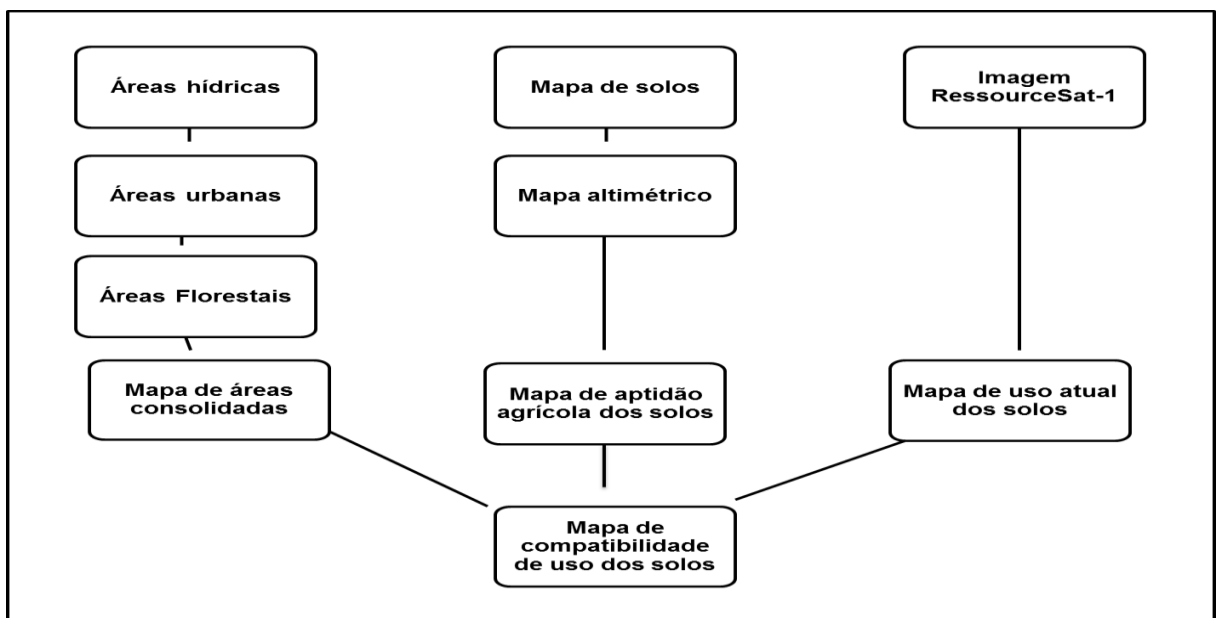 Áreas hídricas
Mapa de solos
Imagem
RessourceSat-1
Áreas urbanas
Mapa altimétrico
Áreas Florestais
Mapa de áreas
consolidadas
Mapa de aptidão
agrícola dos solos
Mapa de uso atual
dos solos
Mapa de
compatibilidade
de uso dos solos